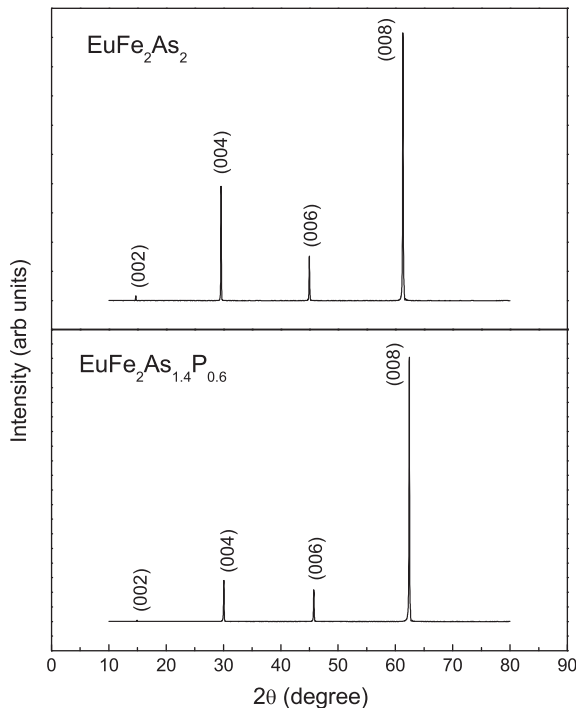 EuFe₂As₂
(002)
(004)
(006)
(008)
EuFe₂As₁.₄P₀.₆
(002)
(004)
(006)
(008)
Intensity (arb units)
0 10 20 30 40 50 60 70 80 90
2θ (degree)